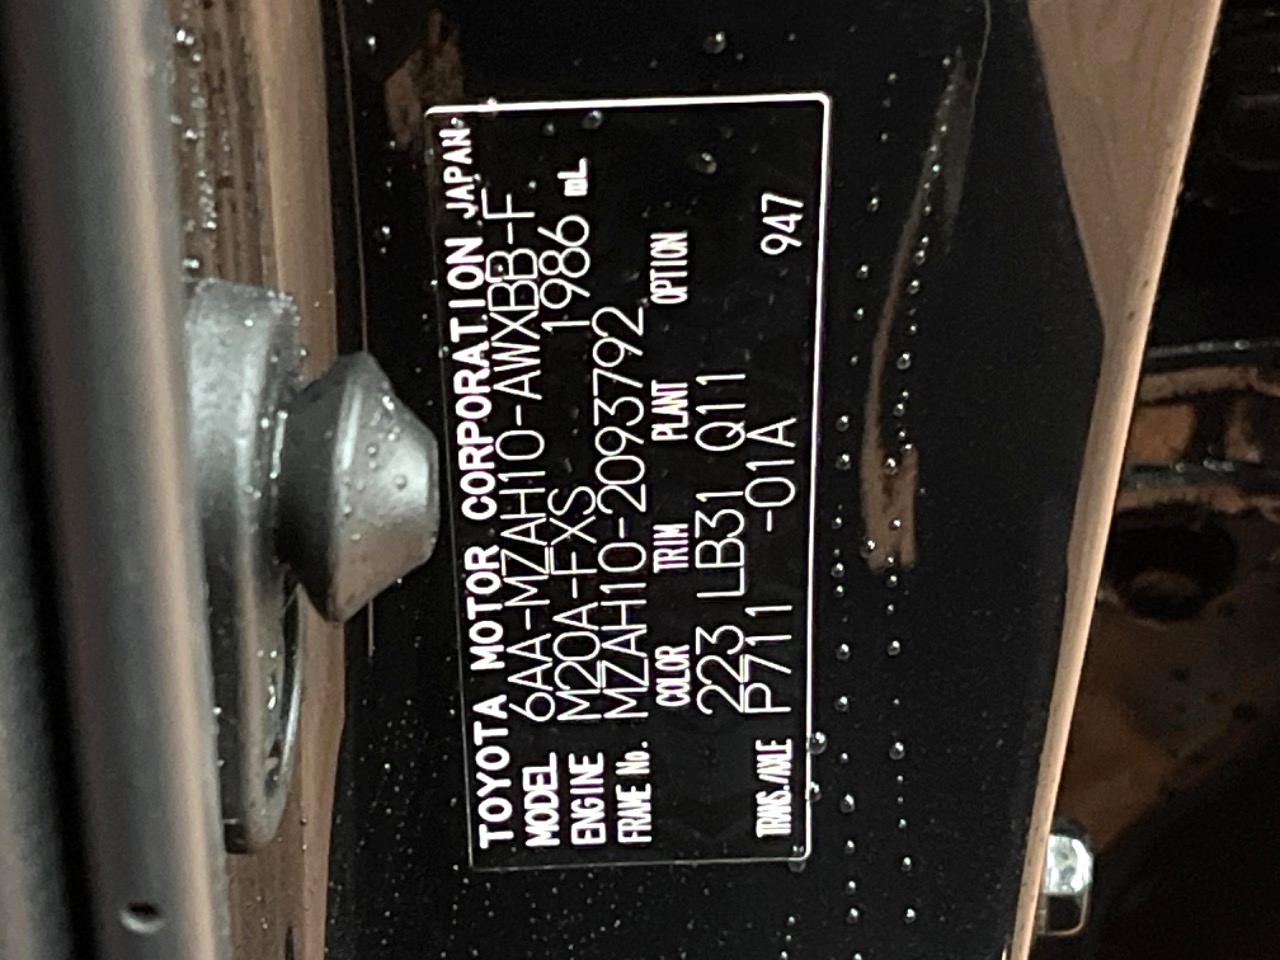 TOYOTA MOTOR CORPORATION JAPAN
MODEL 6AA-MZAH10-AWXBB-F
ENGINE M20A-FXS 1986 mL
FRAME No. MZAH10-2093792
COLOR TRIM PLANT OPTION
223 LB31 Q11
TRANS./AXLE P711 -01A 947